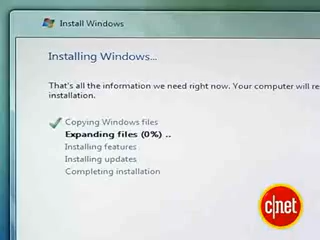 Install Windows
Installing Windows...
That's all the information we need right now. Your computer will re
installation.
Copying Windows files
Expanding files (0%) ..
Installing features
Installing updates
Completing installation
c|net